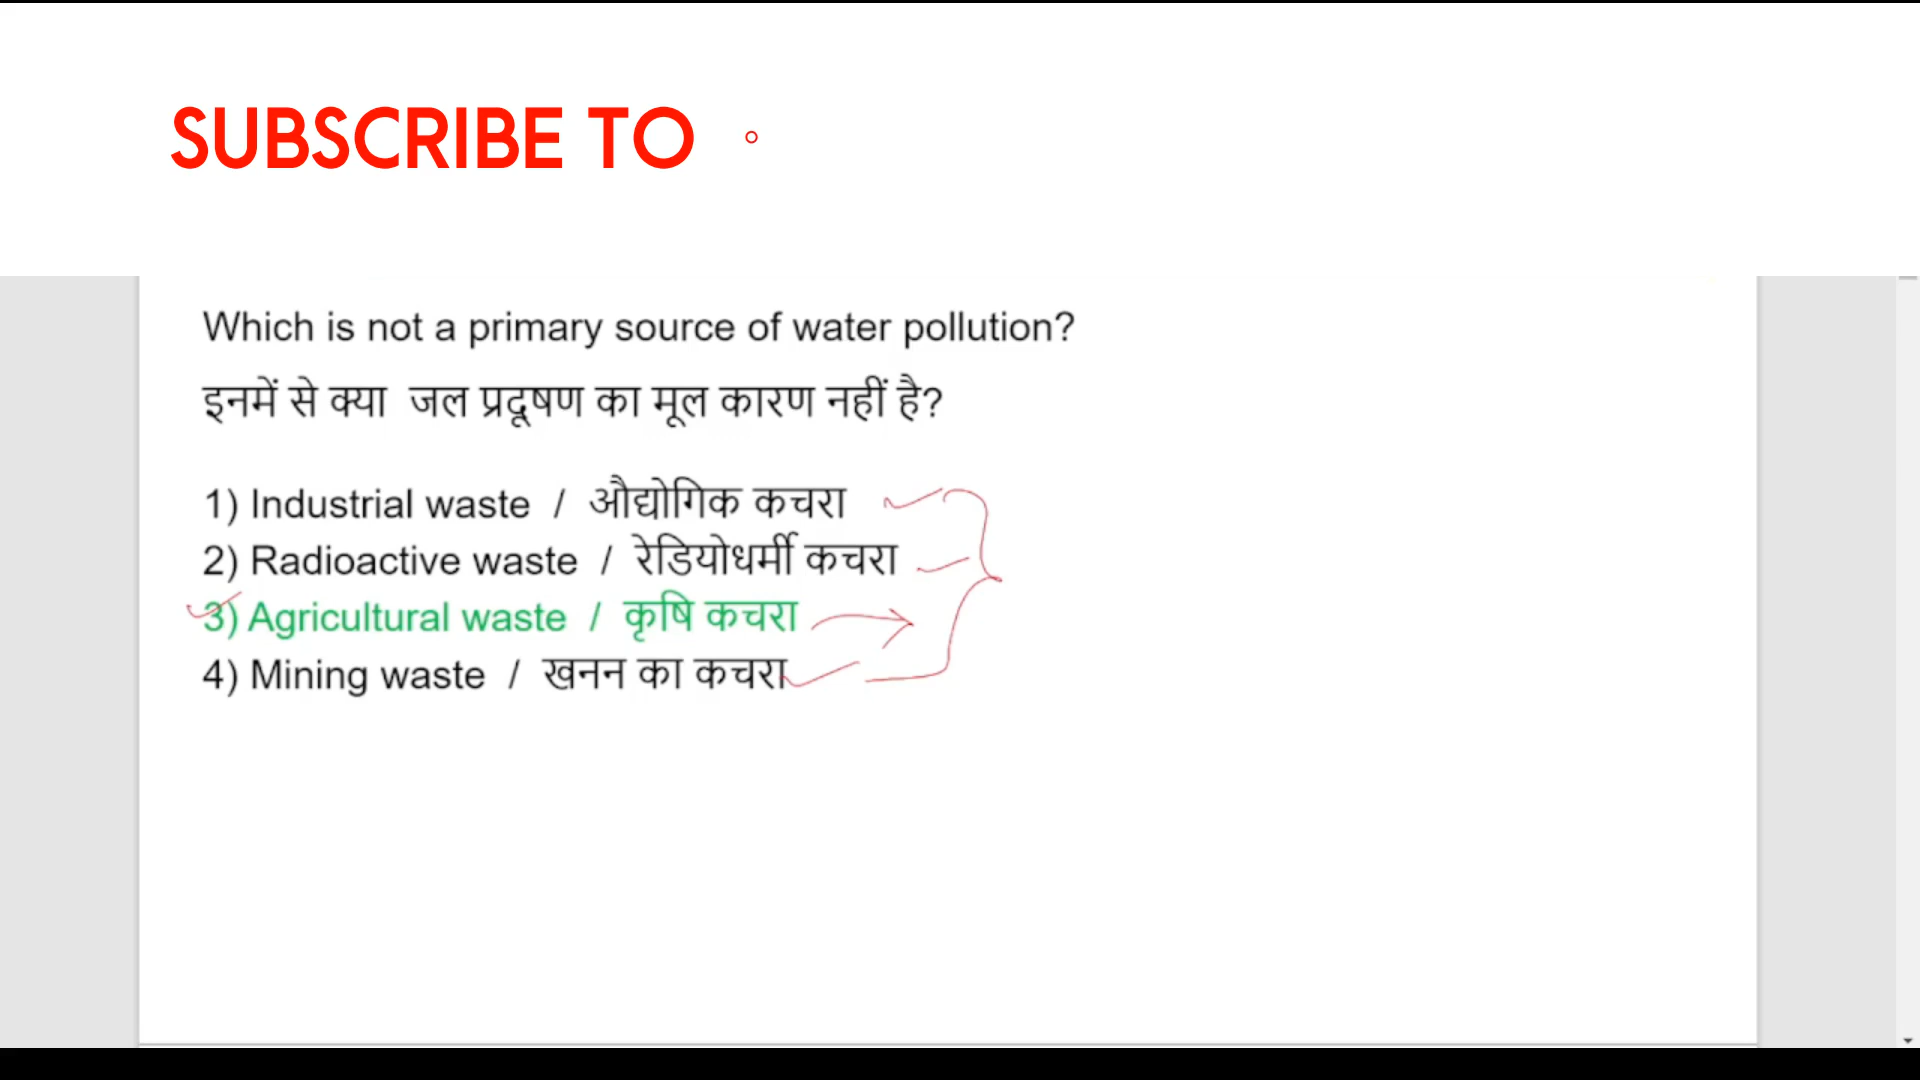 SUBSCRIBE TO
Which is not a primary source of water pollution?
इनमें से क्या जल प्रदूषण का मूल कारण नहीं है?
1) Industrial waste / औद्योगिक कचरा
2) Radioactive waste / रेडियोधर्मी कचरा
3) Agricultural waste / कृषि कचरा
4) Mining waste / खनन का कचरा